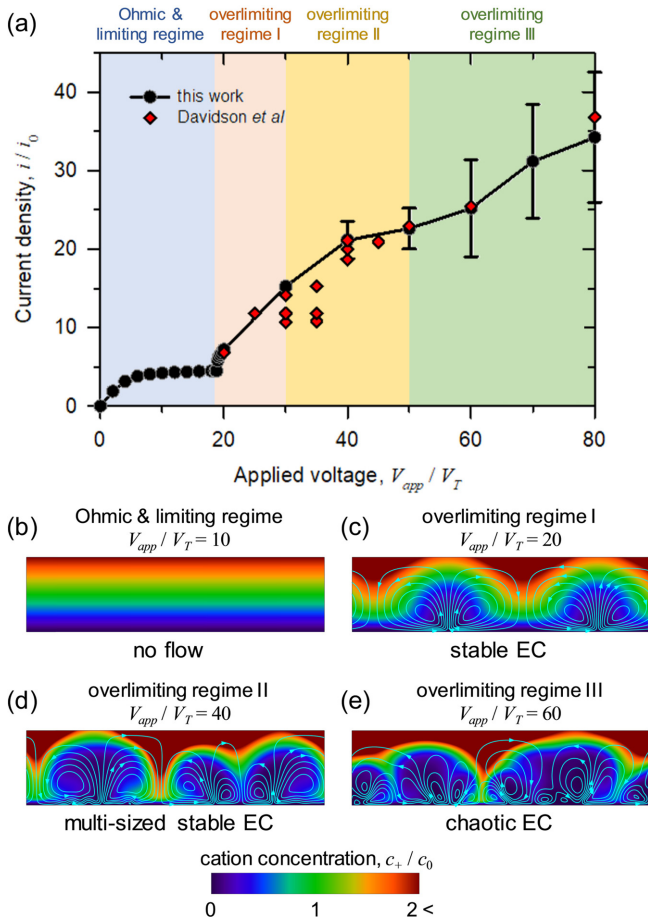 (a)
Ohmic &
limiting regime
overlimiting
regime I
overlimiting
regime II
overlimiting
regime III
this work
Davidson et al
Current density, i / i0
40
30
20
10
0
0 20 40 60 80
Applied voltage, Vapp / VT
(b) Ohmic & limiting regime
Vapp / VT = 10
no flow
(c) overlimiting regime I
Vapp / VT = 20
stable EC
(d) overlimiting regime II
Vapp / VT = 40
multi-sized stable EC
(e) overlimiting regime III
Vapp / VT = 60
chaotic EC
cation concentration, c+ / c0
0 1 2 <